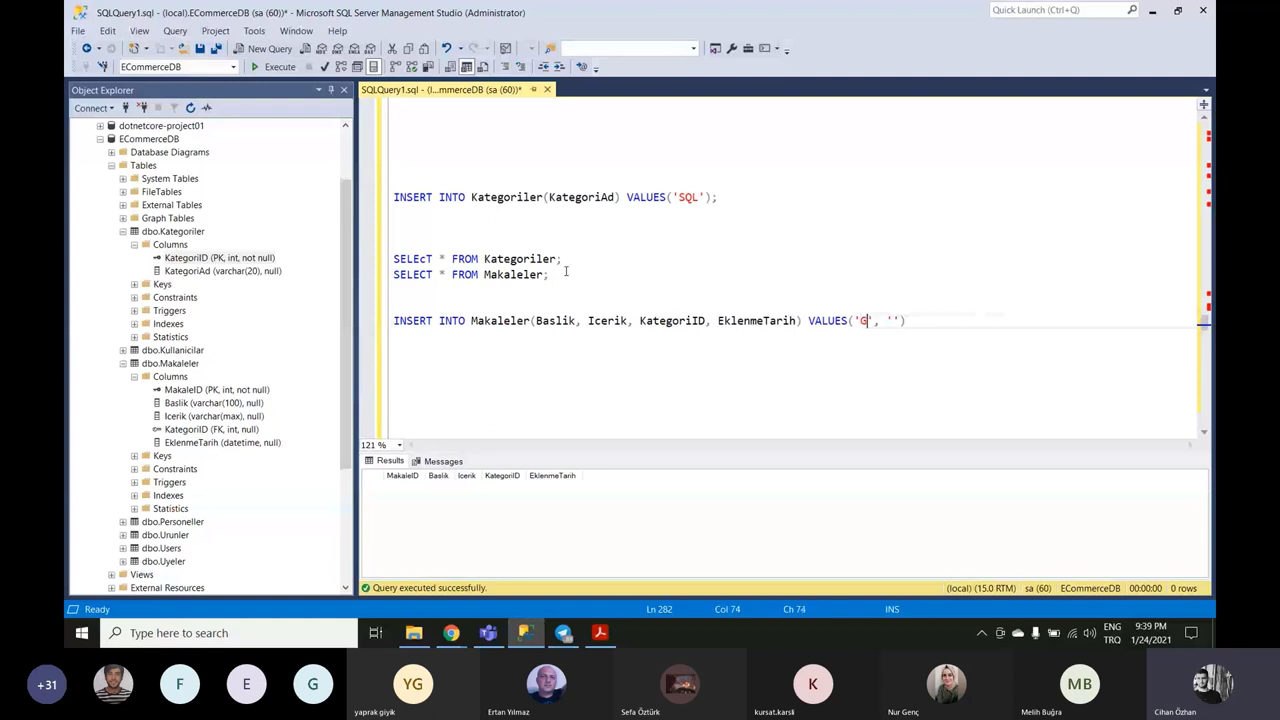 SQLQuery1.sql - (local).ECommerceDB (sa (60))* - Microsoft SQL Server Management Studio (Administrator)
Quick Launch (Ctrl+Q)
File Edit View Query Project Tools Window Help
New Query
ECommerceDB
Execute
Object Explorer
SQLQuery1.sql - (l...mmerceDB (sa (60))*
Connect
dotnetcore-project01
ECommerceDB
Database Diagrams
Tables
System Tables
FileTables
External Tables
Graph Tables
dbo.Kategoriler
Columns
KategoriID (PK, int, not null)
KategoriAd (varchar(20), null)
Keys
Constraints
Triggers
Indexes
Statistics
dbo.Kullanicilar
dbo.Makaleler
Columns
MakaleID (PK, int, not null)
Baslik (varchar(100), null)
Icerik (varchar(max), null)
KategoriID (FK, int, null)
EklenmeTarih (datetime, null)
Keys
Constraints
Triggers
Indexes
Statistics
dbo.Personeller
dbo.Urunler
dbo.Users
dbo.Uyeler
Views
External Resources
INSERT INTO Kategoriler(KategoriAd) VALUES('SQL');
SELEcT * FROM Kategoriler;
SELECT * FROM Makaleler;
INSERT INTO Makaleler(Baslik, Icerik, KategoriID, EklenmeTarih) VALUES('G', '')
121 %
Results Messages
MakaleID Baslik Icerik KategoriID EklenmeTarih
Query executed successfully.
(local) (15.0 RTM) sa (60) ECommerceDB 00:00:00 0 rows
Ready
Ln 282 Col 74 Ch 74 INS
Type here to search
ENG 9:39 PM
TRQ 1/24/2021
+31 F E G YG K MB
yaprak giyik Ertan Yılmaz Sefa Öztürk kursat.karsli Nur Genç Melih Buğra Cihan Özhan